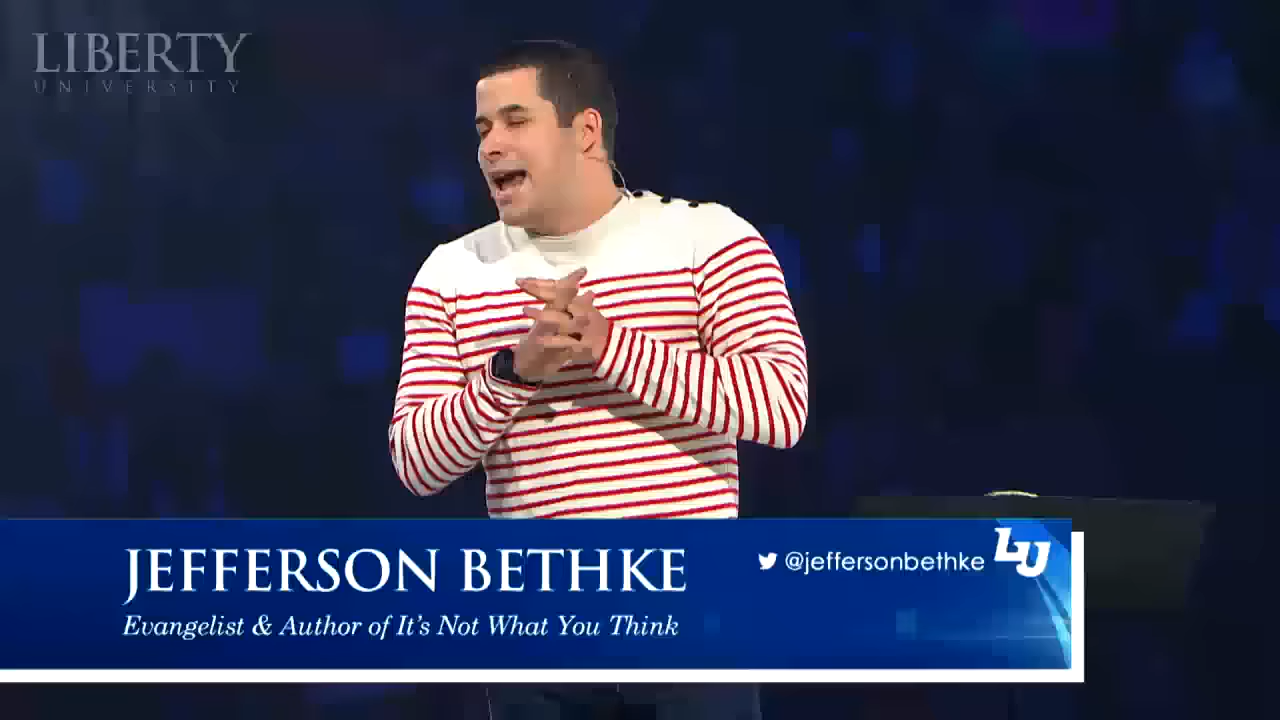 LIBERTY
UNIVERSITY
JEFFERSON BETHKE
@jeffersonbethke
LU
Evangelist & Author of It's Not What You Think